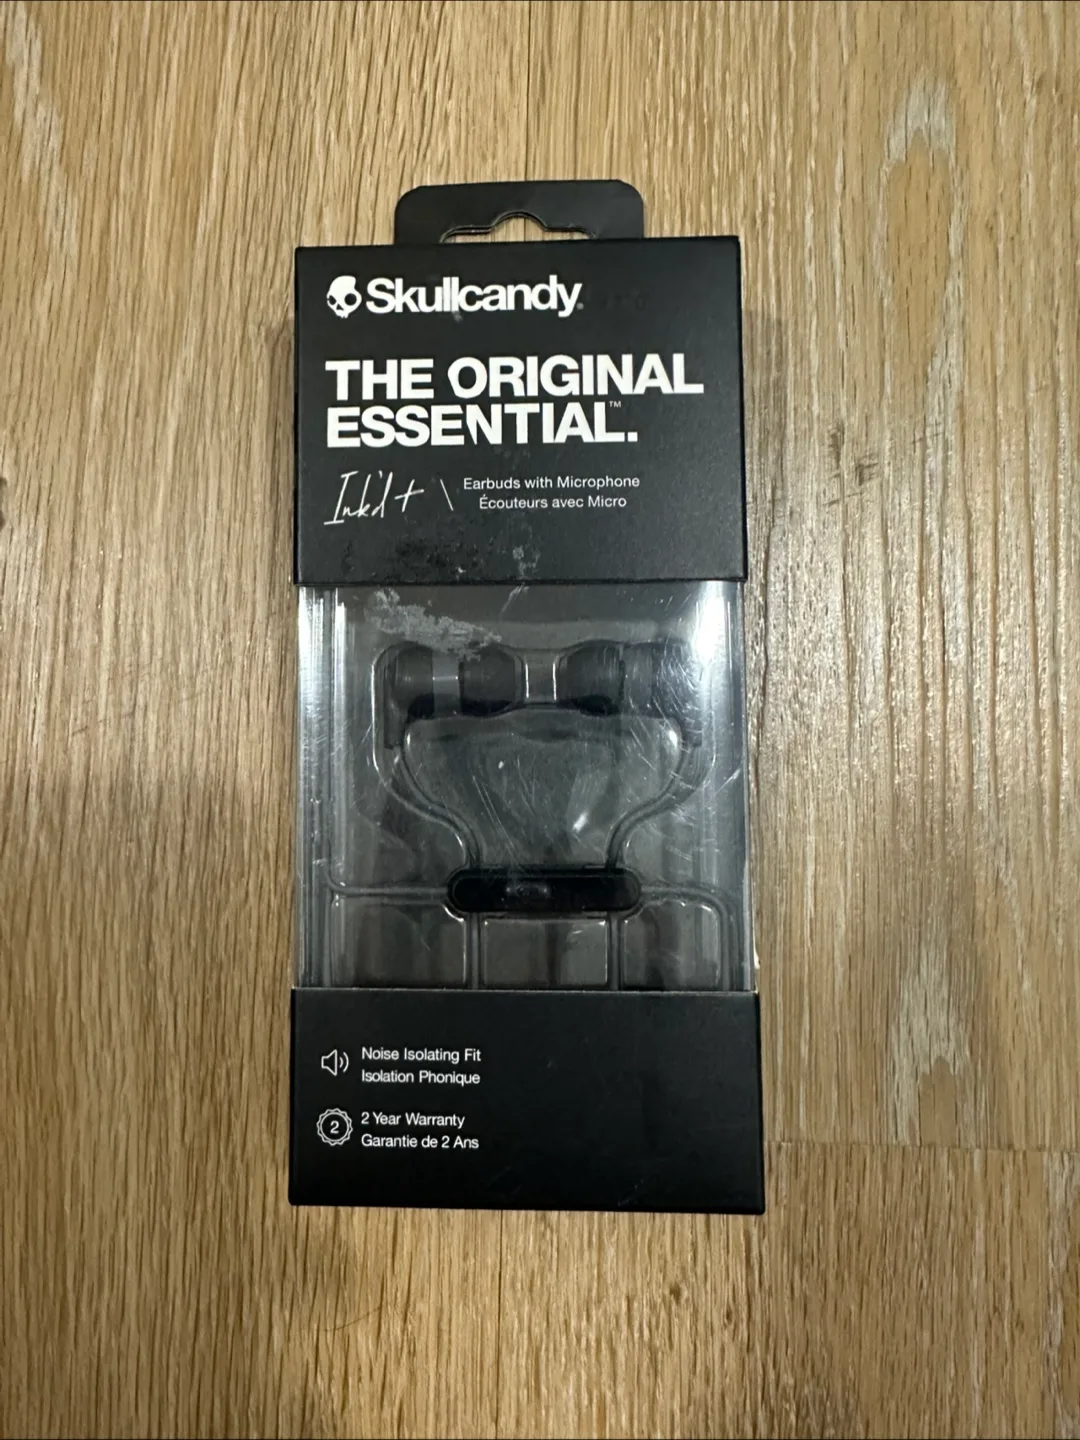 Skullcandy
THE ORIGINAL
ESSENTIAL.™
Ink'd+ \ Earbuds with Microphone
Écouteurs avec Micro
Noise Isolating Fit
Isolation Phonique
2
2 Year Warranty
Garantie de 2 Ans